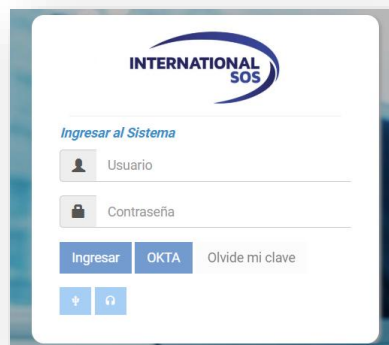 INTERNATIONAL
SOS
Ingresar al Sistema
Usuario
Contraseña
Ingresar OKTA Olvide mi clave